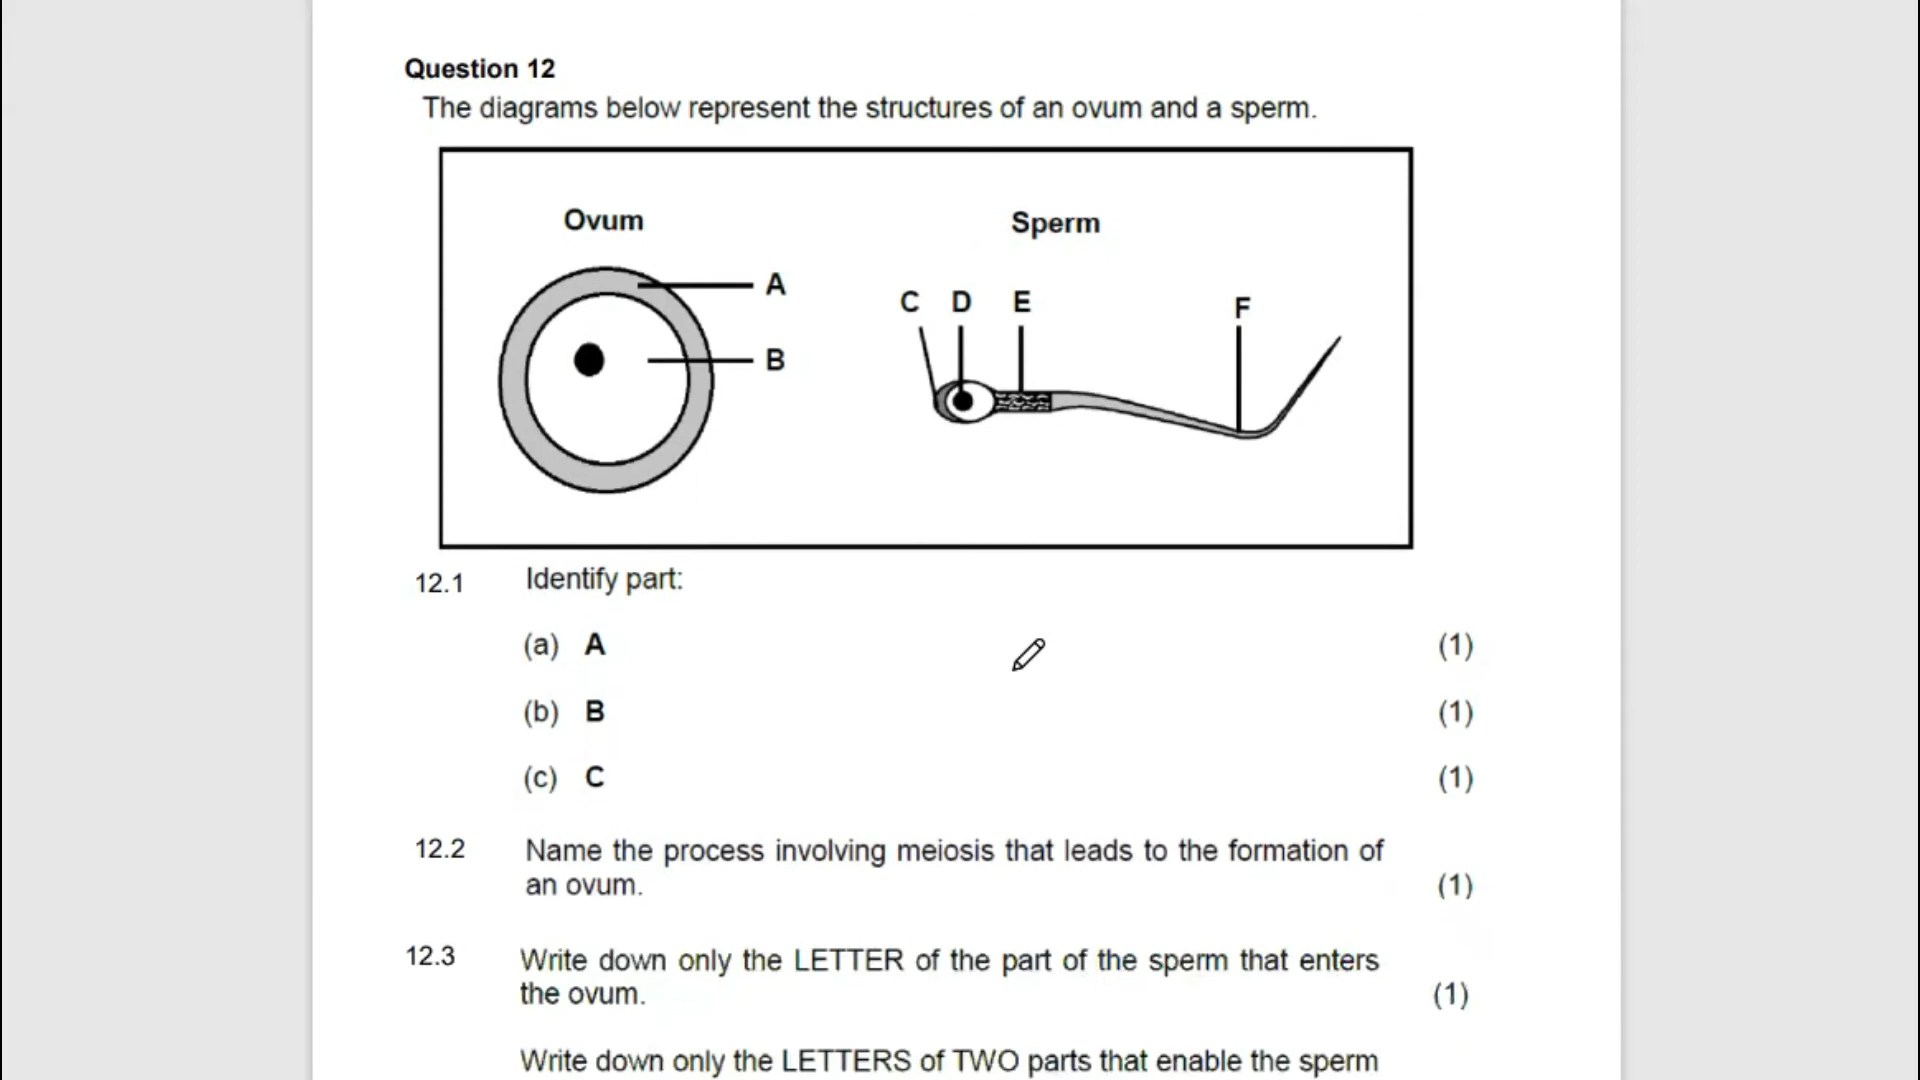 Question 12
The diagrams below represent the structures of an ovum and a sperm.
Ovum
Sperm
A
B
C D E F
12.1 Identify part:
(a) A (1)
(b) B (1)
(c) C (1)
12.2 Name the process involving meiosis that leads to the formation of
an ovum. (1)
12.3 Write down only the LETTER of the part of the sperm that enters
the ovum. (1)
Write down only the LETTERS of TWO parts that enable the sperm